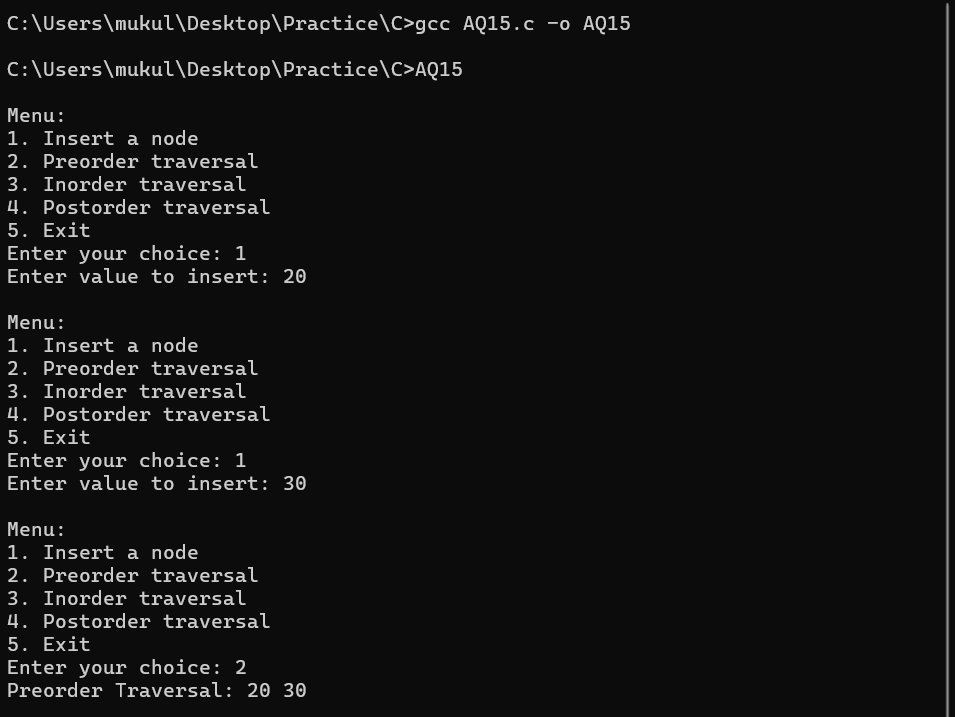 C:\Users\mukul\Desktop\Practice\C>gcc AQ15.c -o AQ15
C:\Users\mukul\Desktop\Practice\C>AQ15
Menu:
1. Insert a node
2. Preorder traversal
3. Inorder traversal
4. Postorder traversal
5. Exit
Enter your choice: 1
Enter value to insert: 20
Menu:
1. Insert a node
2. Preorder traversal
3. Inorder traversal
4. Postorder traversal
5. Exit
Enter your choice: 1
Enter value to insert: 30
Menu:
1. Insert a node
2. Preorder traversal
3. Inorder traversal
4. Postorder traversal
5. Exit
Enter your choice: 2
Preorder Traversal: 20 30